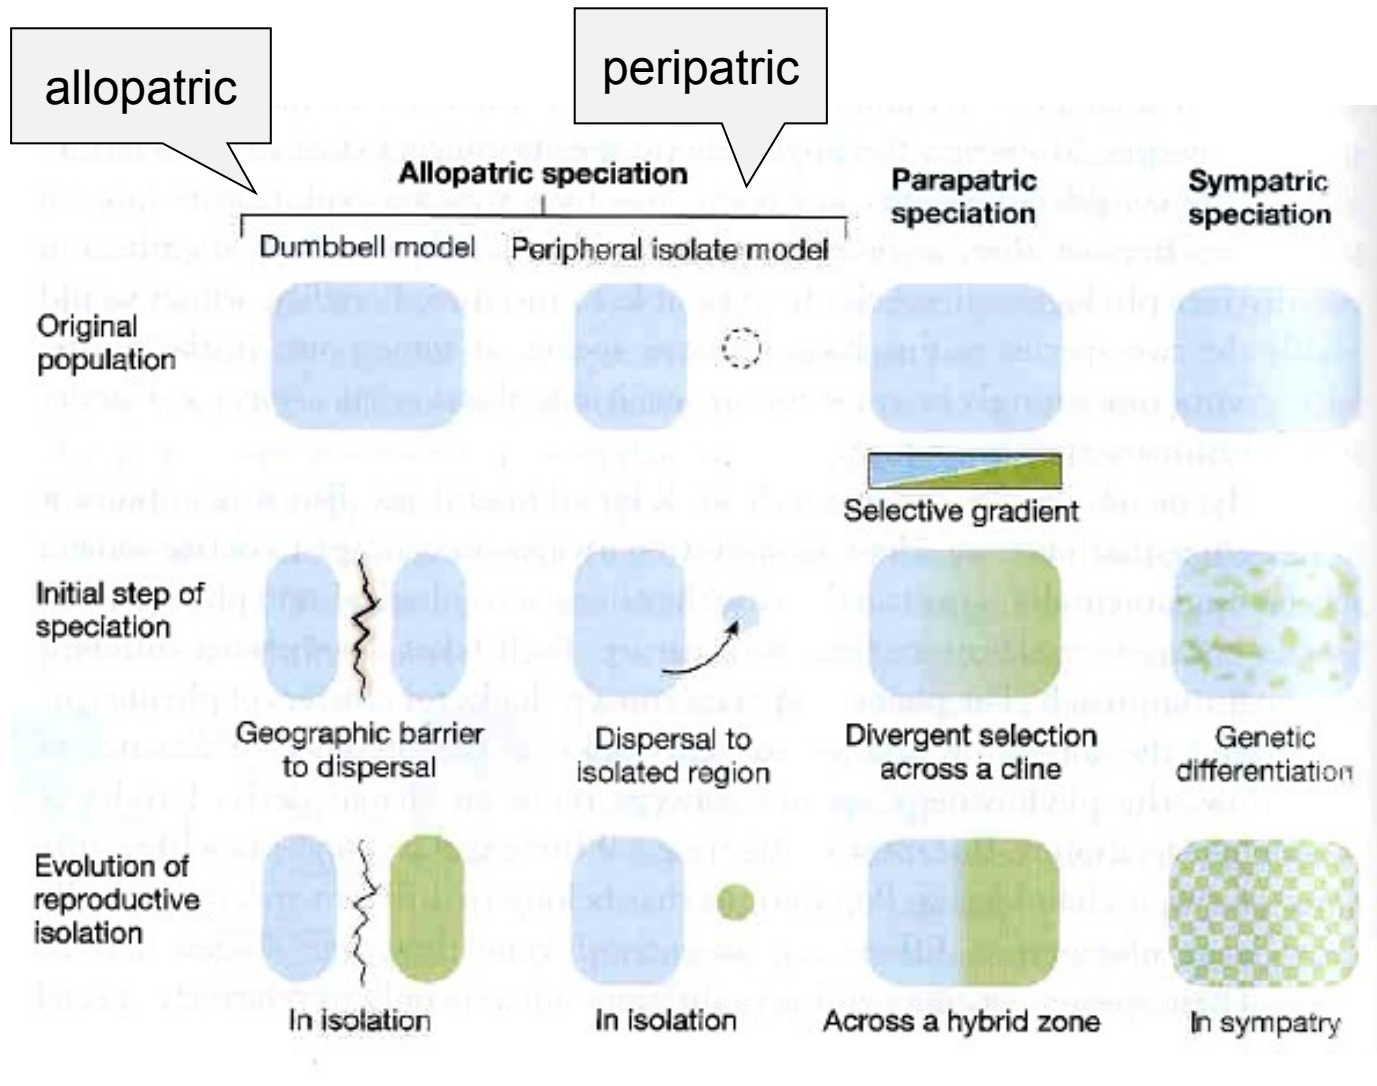 allopatric
peripatric
Allopatric speciation
Parapatric
speciation
Sympatric
speciation
Dumbbell model
Peripheral isolate model
Original
population
Selective gradient
Initial step of
speciation
Geographic barrier
to dispersal
Dispersal to
isolated region
Divergent selection
across a cline
Genetic
differentiation
Evolution of
reproductive
isolation
In isolation
In isolation
Across a hybrid zone
In sympatry